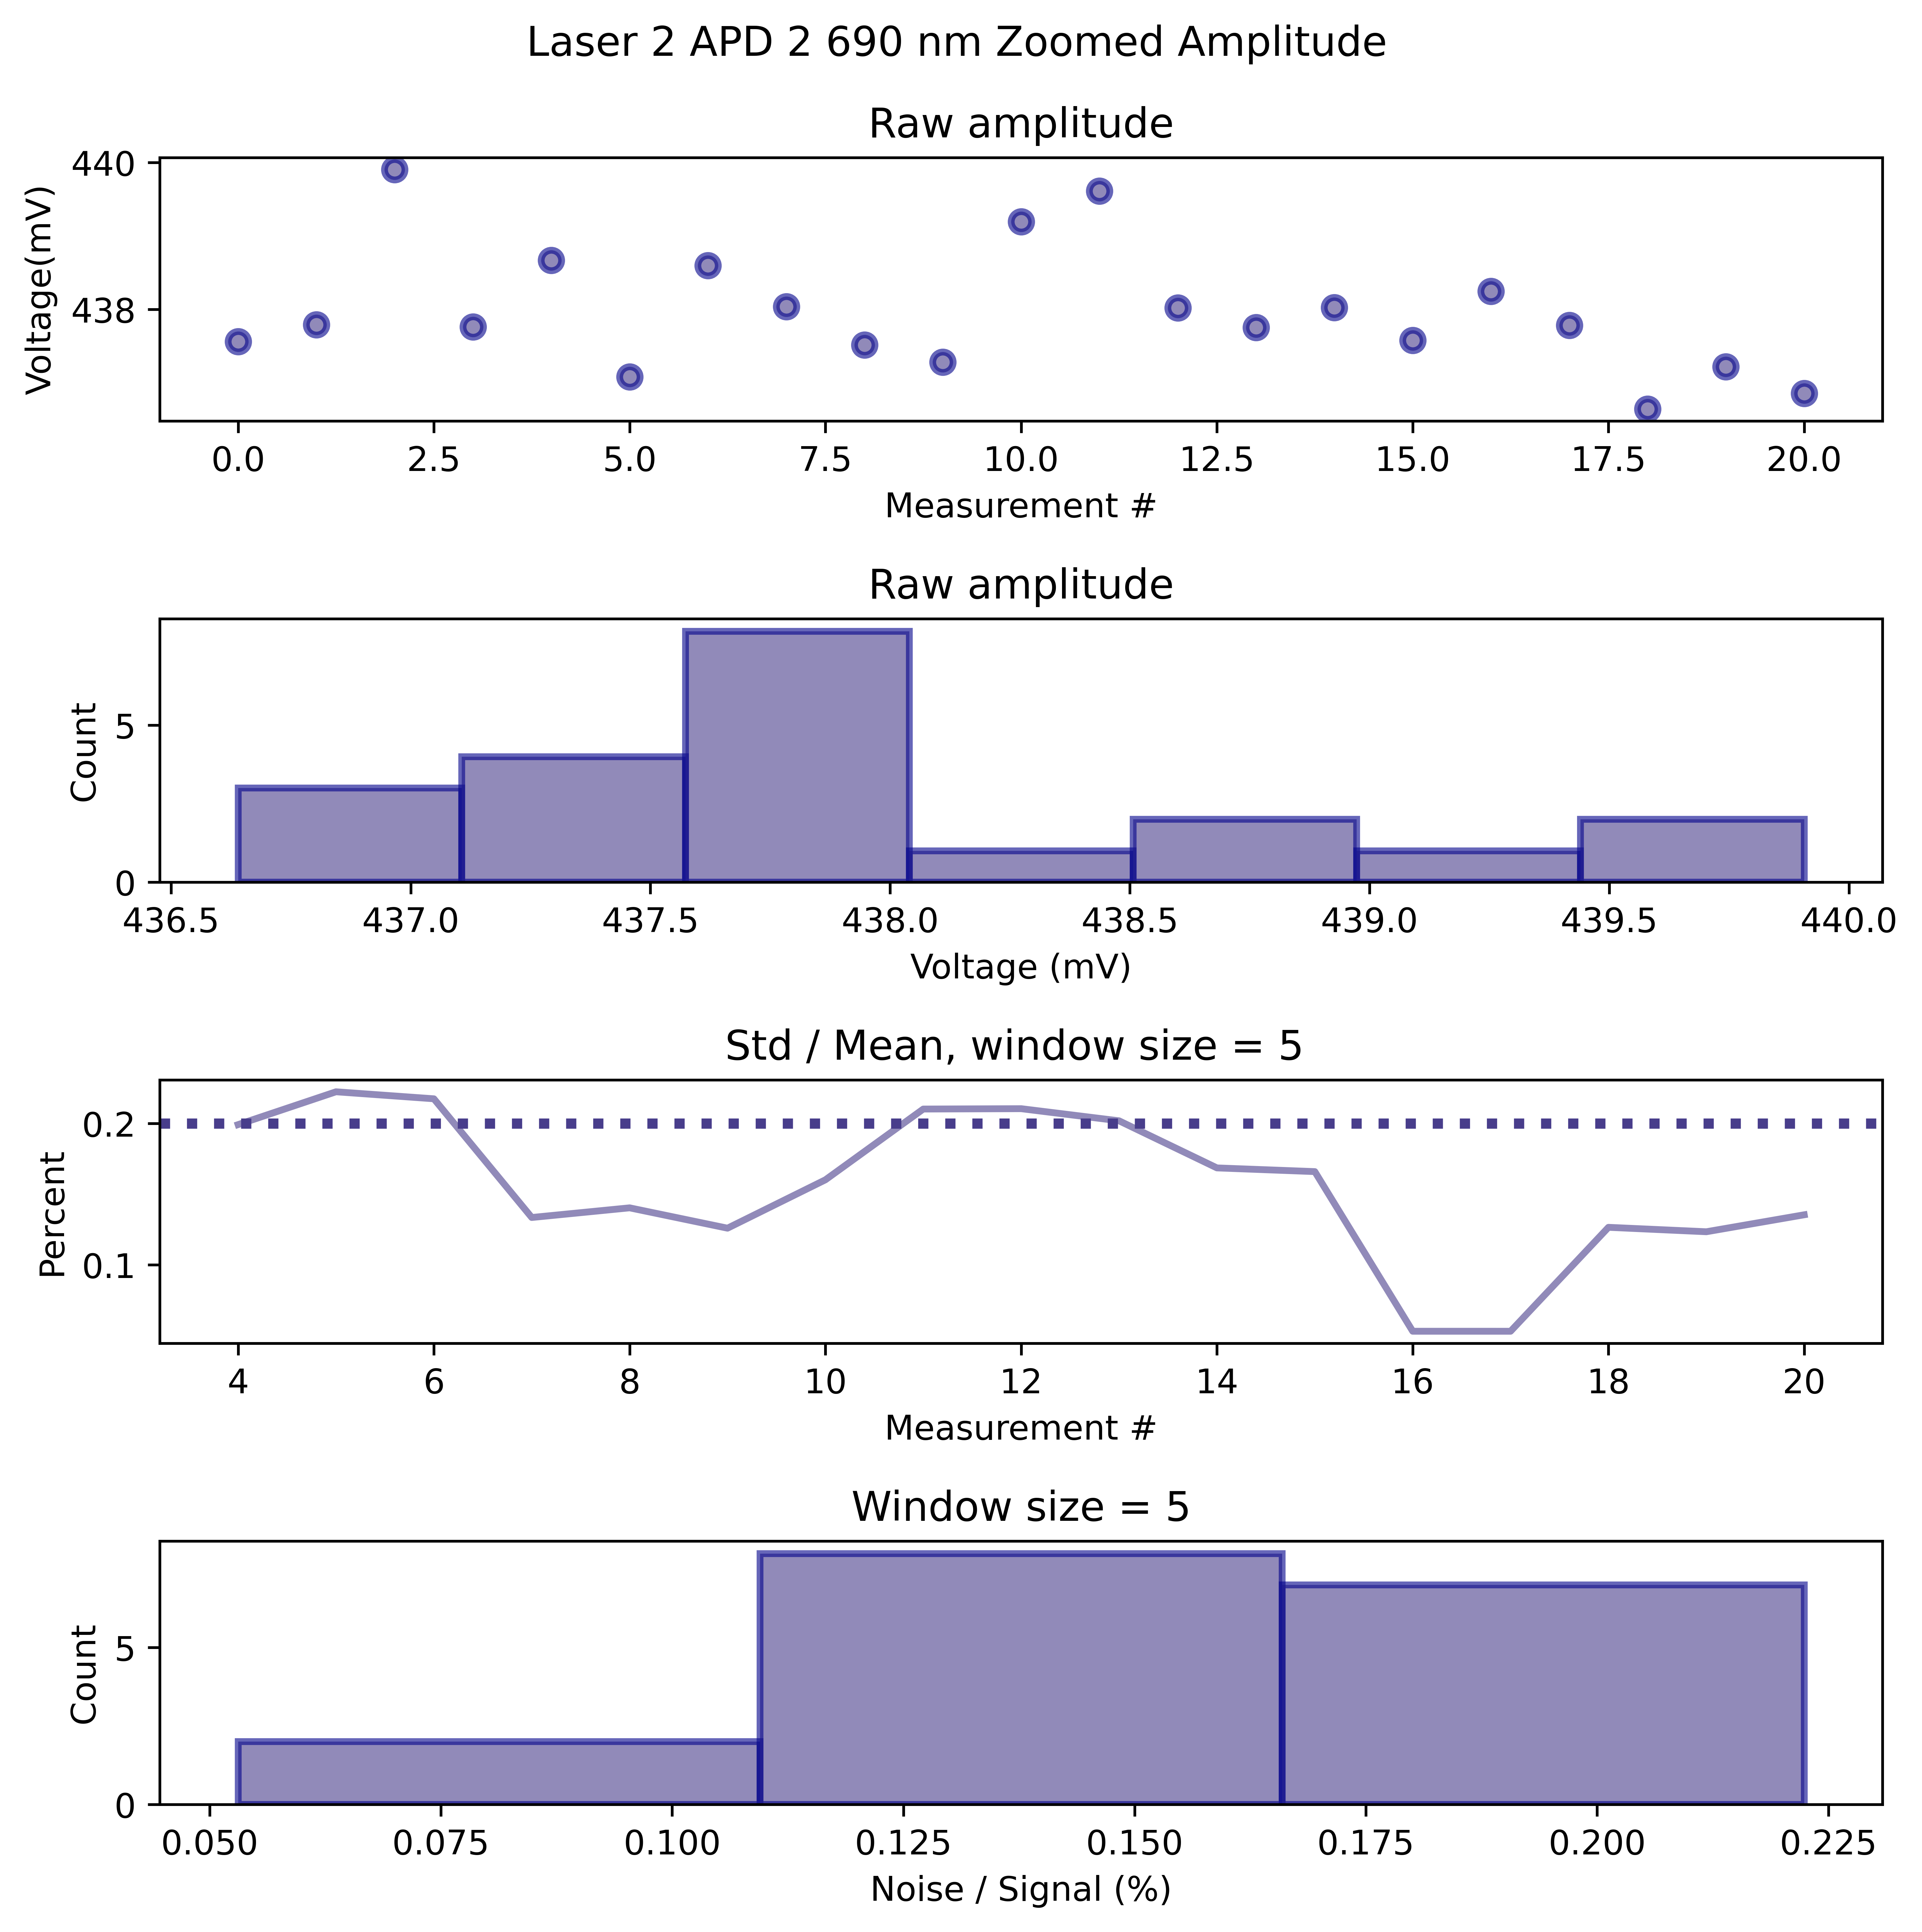 Laser 2 APD 2 690 nm Zoomed Amplitude
Raw amplitude
Voltage(mV)
440
438
0.0 2.5 5.0 7.5 10.0 12.5 15.0 17.5 20.0
Measurement #
Raw amplitude
Count
5
0
436.5 437.0 437.5 438.0 438.5 439.0 439.5 440.0
Voltage (mV)
Std / Mean, window size = 5
Percent
0.2
0.1
4 6 8 10 12 14 16 18 20
Measurement #
Window size = 5
Count
5
0
0.050 0.075 0.100 0.125 0.150 0.175 0.200 0.225
Noise / Signal (%)